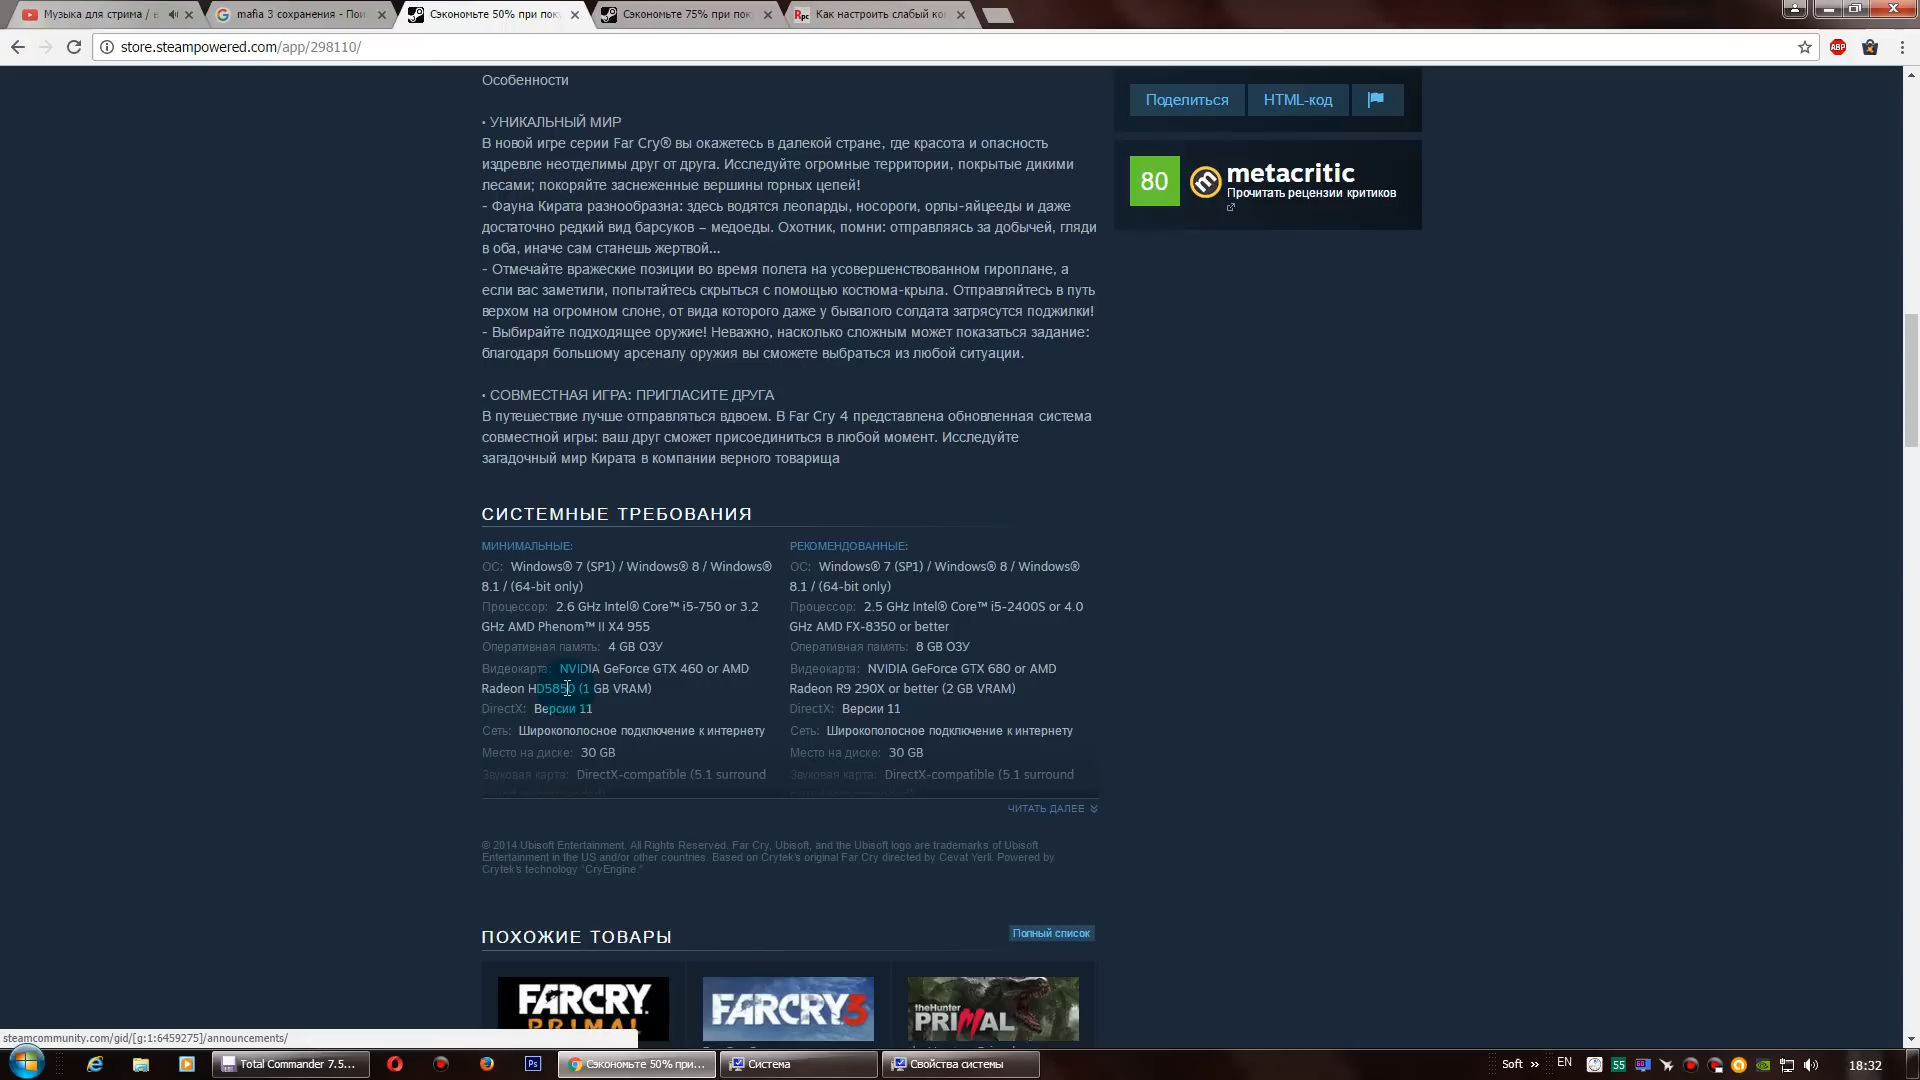 Музыка для стрима / в
mafia 3 сохранения - Пои
Сэкономьте 50% при пок
Сэкономьте 75% при пок
Rpc
Как настроить слабый ко
store.steampowered.com/app/298110/
ABP
Особенности
• УНИКАЛЬНЫЙ МИР
В новой игре серии Far Cry® вы окажетесь в далекой стране, где красота и опасность
издревле неотделимы друг от друга. Исследуйте огромные территории, покрытые дикими
лесами; покоряйте заснеженные вершины горных цепей!
- Фауна Кирата разнообразна: здесь водятся леопарды, носороги, орлы-яйцееды и даже
достаточно редкий вид барсуков – медоеды. Охотник, помни: отправляясь за добычей, гляди
в оба, иначе сам станешь жертвой...
- Отмечайте вражеские позиции во время полета на усовершенствованном гироплане, а
если вас заметили, попытайтесь скрыться с помощью костюма-крыла. Отправляйтесь в путь
верхом на огромном слоне, от вида которого даже у бывалого солдата затрясутся поджилки!
- Выбирайте подходящее оружие! Неважно, насколько сложным может показаться задание:
благодаря большому арсеналу оружия вы сможете выбраться из любой ситуации.
• СОВМЕСТНАЯ ИГРА: ПРИГЛАСИТЕ ДРУГА
В путешествие лучше отправляться вдвоем. В Far Cry 4 представлена обновленная система
совместной игры: ваш друг сможет присоединиться в любой момент. Исследуйте
загадочный мир Кирата в компании верного товарища
Поделиться
HTML-код
80
metacritic
Прочитать рецензии критиков
СИСТЕМНЫЕ ТРЕБОВАНИЯ
МИНИМАЛЬНЫЕ:
ОС: Windows® 7 (SP1) / Windows® 8 / Windows®
8.1 / (64-bit only)
Процессор: 2.6 GHz Intel® Core™ i5-750 or 3.2
GHz AMD Phenom™ II X4 955
Оперативная память: 4 GB ОЗУ
Видеокарта: NVIDIA GeForce GTX 460 or AMD
Radeon HD5850 (1 GB VRAM)
DirectX: Версии 11
Сеть: Широкополосное подключение к интернету
Место на диске: 30 GB
Звуковая карта: DirectX-compatible (5.1 surround
РЕКОМЕНДОВАННЫЕ:
ОС: Windows® 7 (SP1) / Windows® 8 / Windows®
8.1 / (64-bit only)
Процессор: 2.5 GHz Intel® Core™ i5-2400S or 4.0
GHz AMD FX-8350 or better
Оперативная память: 8 GB ОЗУ
Видеокарта: NVIDIA GeForce GTX 680 or AMD
Radeon R9 290X or better (2 GB VRAM)
DirectX: Версии 11
Сеть: Широкополосное подключение к интернету
Место на диске: 30 GB
Звуковая карта: DirectX-compatible (5.1 surround
ЧИТАТЬ ДАЛЕЕ
© 2014 Ubisoft Entertainment. All Rights Reserved. Far Cry, Ubisoft, and the Ubisoft logo are trademarks of Ubisoft
Entertainment in the US and/or other countries. Based on Crytek's original Far Cry directed by Cevat Yerli. Powered by
Crytek's technology "CryEngine."
ПОХОЖИЕ ТОВАРЫ
Полный список
FARCRY.
PRIMAL
FARCRY3
theHunter
PRIMAL
steamcommunity.com/gid/[g:1:6459275]/announcements/
Total Commander 7.5...
Ps
Сэкономьте 50% при...
Система
Свойства системы
Soft »
EN
55
18:32